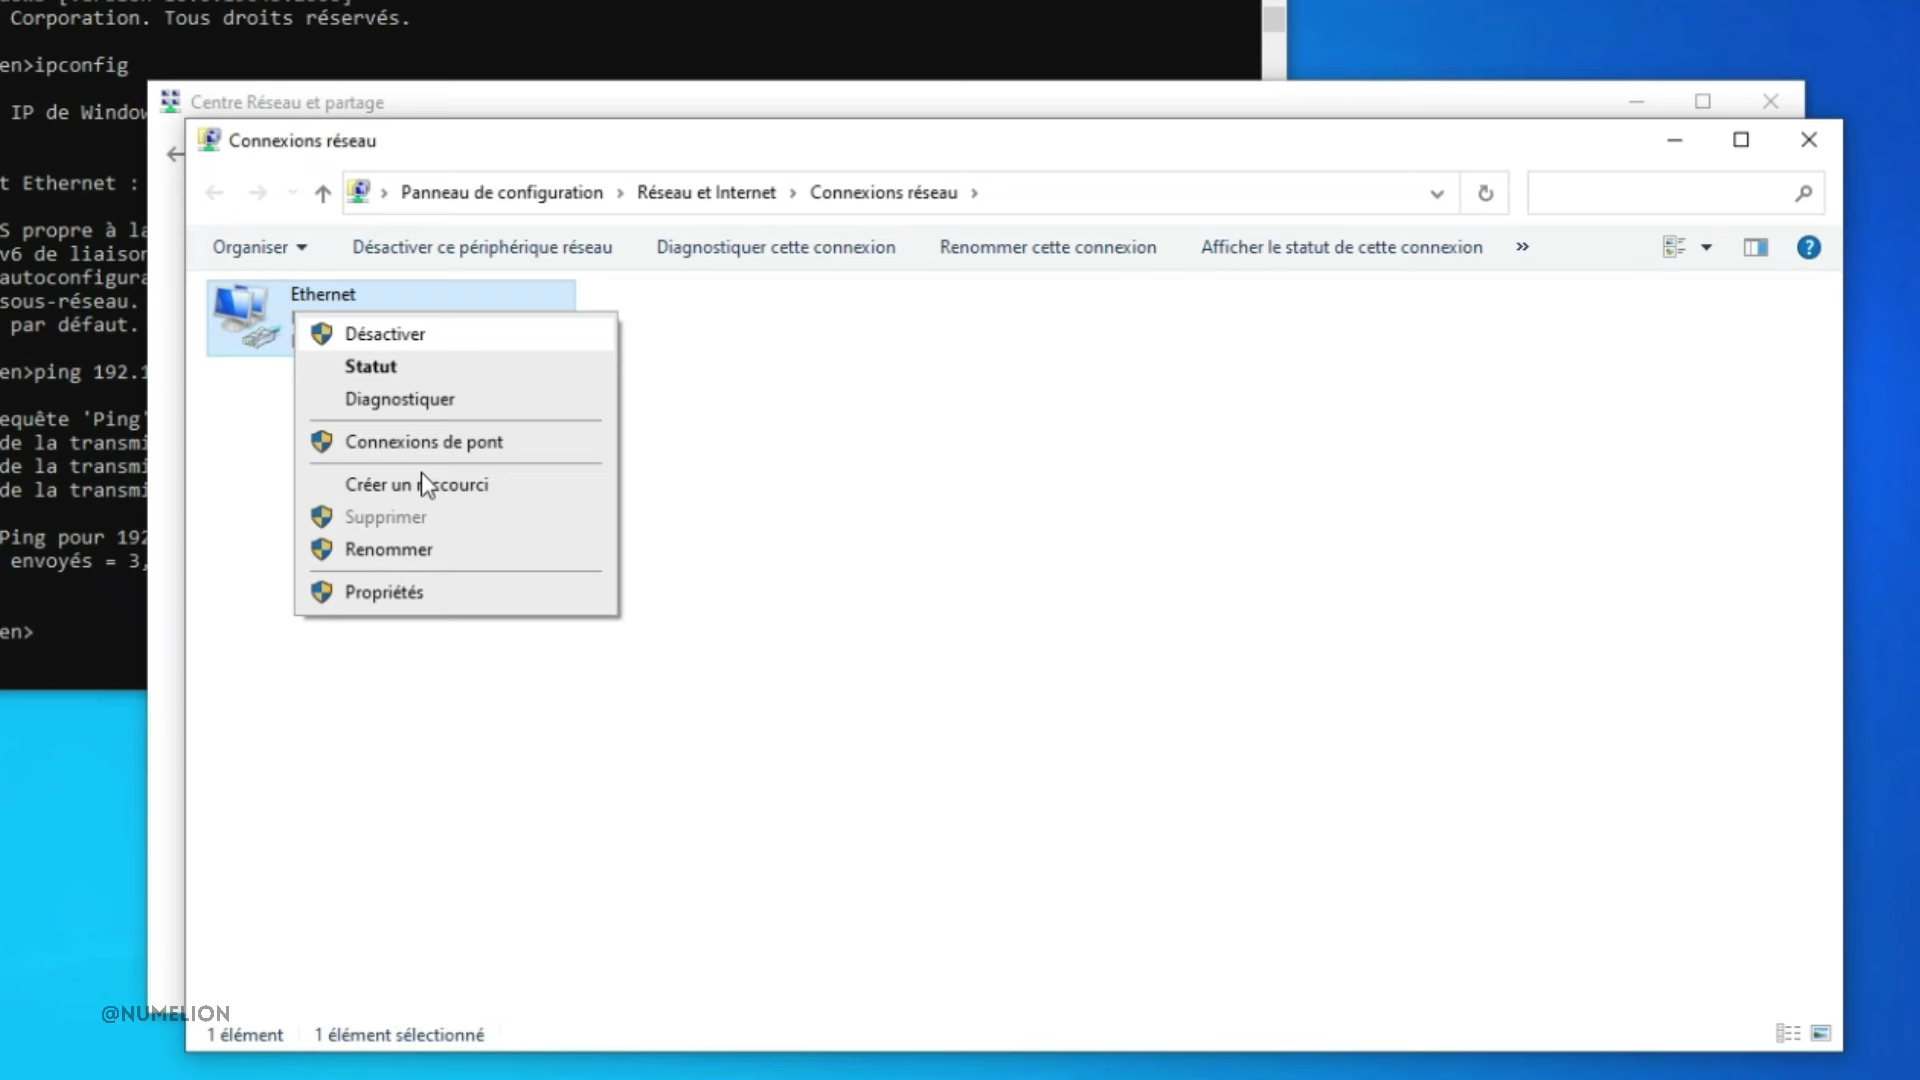 Corporation. Tous droits réservés.
en>ipconfig
IP de Window
t Ethernet :
S propre à la
v6 de liaison
autoconfigura
sous-réseau.
par défaut.
en>ping 192.1
equête 'Ping'
de la transmi
de la transmi
de la transmi
Ping pour 192
envoyés = 3,
en>
Centre Réseau et partage
Connexions réseau
Panneau de configuration › Réseau et Internet › Connexions réseau ›
Organiser
Désactiver ce périphérique réseau
Diagnostiquer cette connexion
Renommer cette connexion
Afficher le statut de cette connexion
»
Ethernet
Désactiver
Statut
Diagnostiquer
Connexions de pont
Créer un raccourci
Supprimer
Renommer
Propriétés
@NUMELION
1 élément
1 élément sélectionné